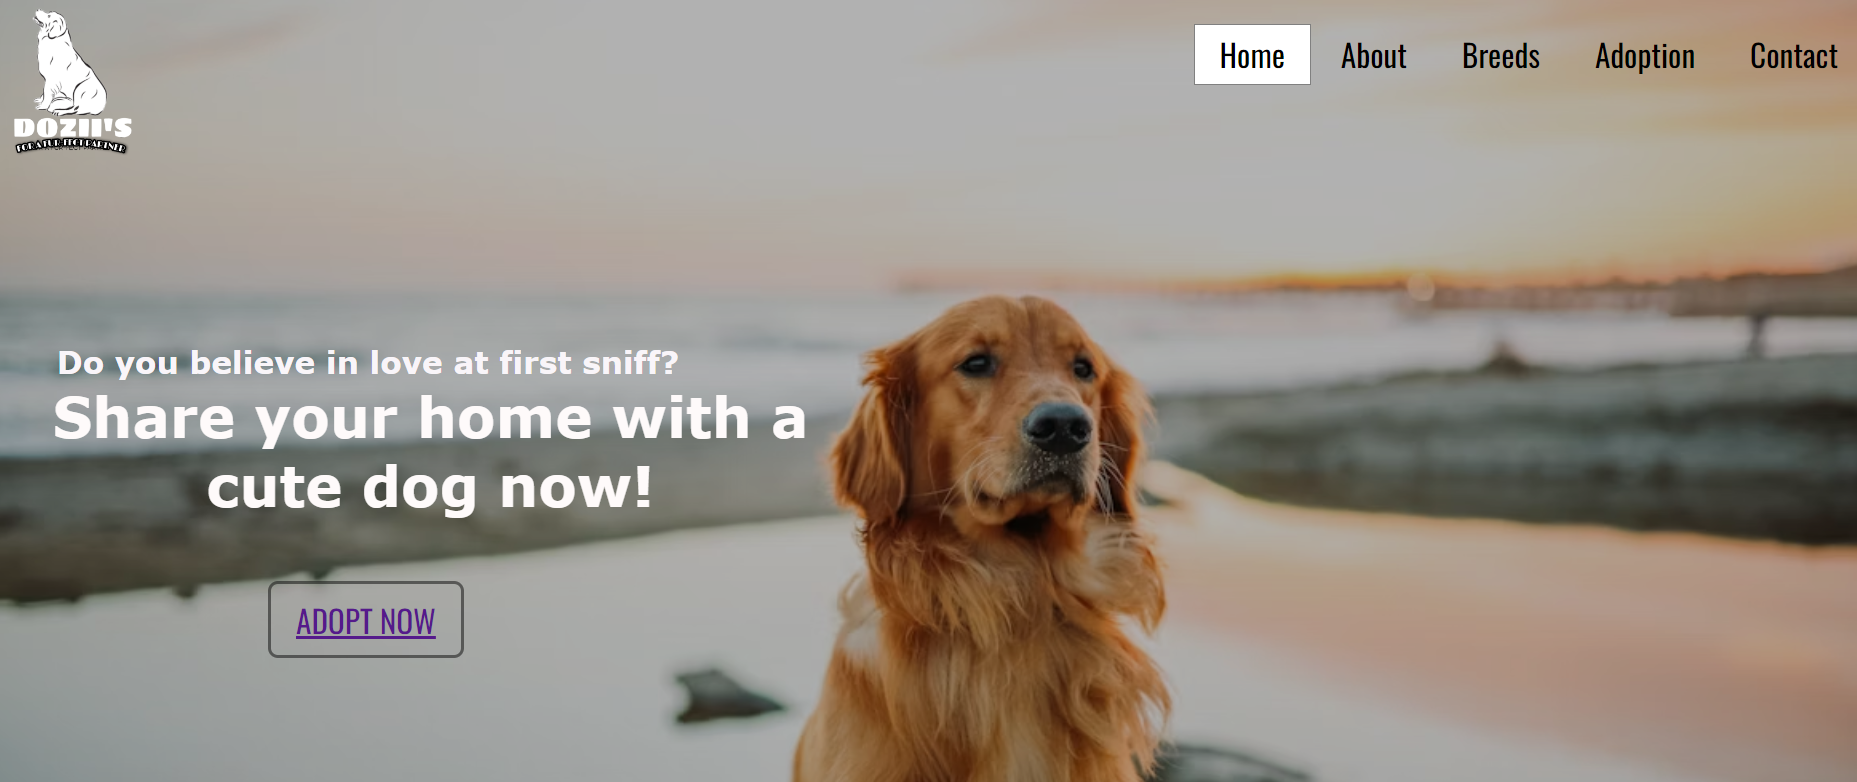 DOZII'S
Home
About
Breeds
Adoption
Contact
Do you believe in love at first sniff?
Share your home with a
cute dog now!
ADOPT NOW